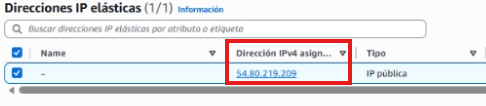 Direcciones IP elásticas (1/1) Información
Buscar direcciones IP elásticas por atributo o etiqueta
Name Dirección IPv4 asign... Tipo
- 54.80.219.209 IP pública